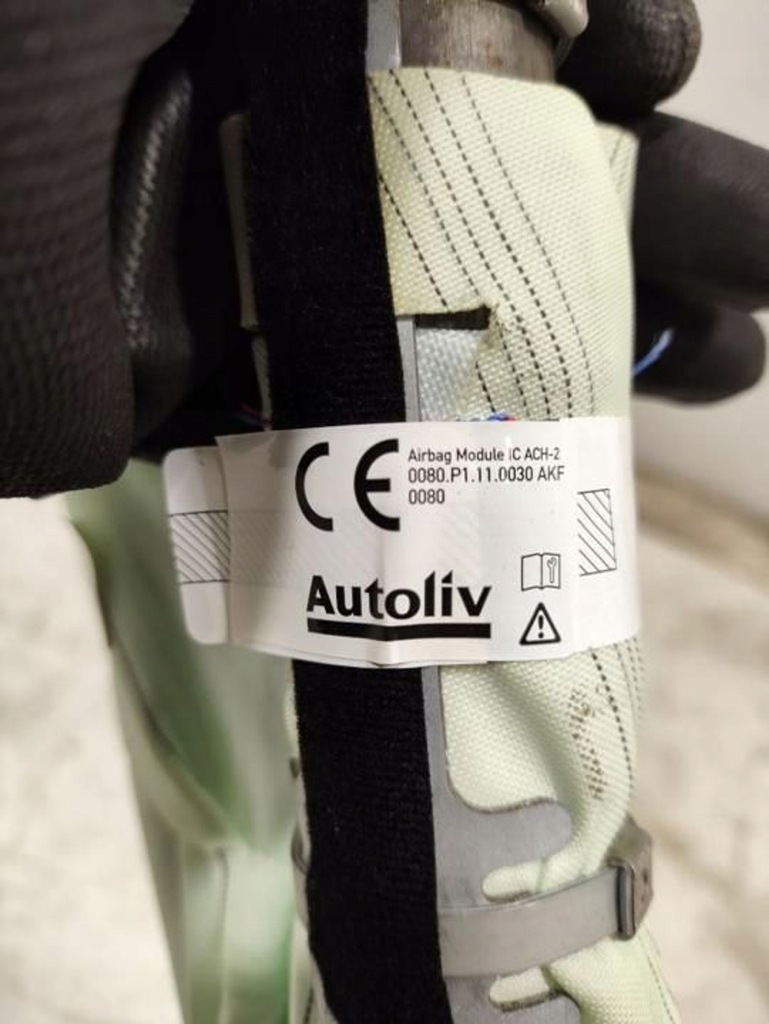 CE
Airbag Module IC ACH-2
0080.P1.11.0030 AKF
0080
Autoliv